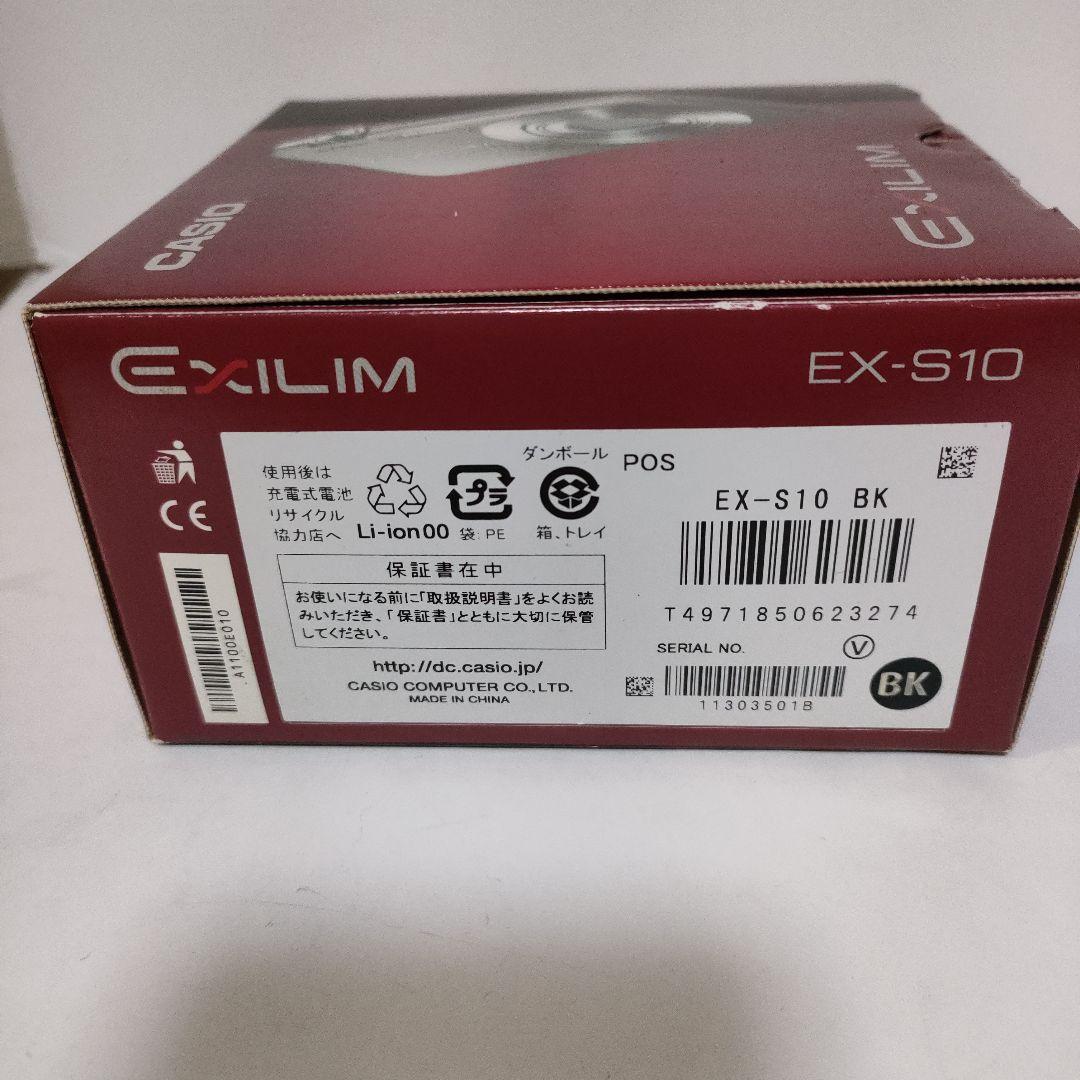 CASIO
EXILIM
EXILIM
EX-S10
使用後は
充電式電池
リサイクル
協力店へ
Li-ion00
プラ
袋:PE
ダンボール
箱、トレイ
POS
EX-S10 BK
T4971850623274
保証書在中
お使いになる前に「取扱説明書」をよくお読
みいただき、「保証書」とともに大切に保管
してください。
http://dc.casio.jp/
CASIO COMPUTER CO.,LTD.
MADE IN CHINA
SERIAL NO.
V
11303501B
BK
CE
A1100E010